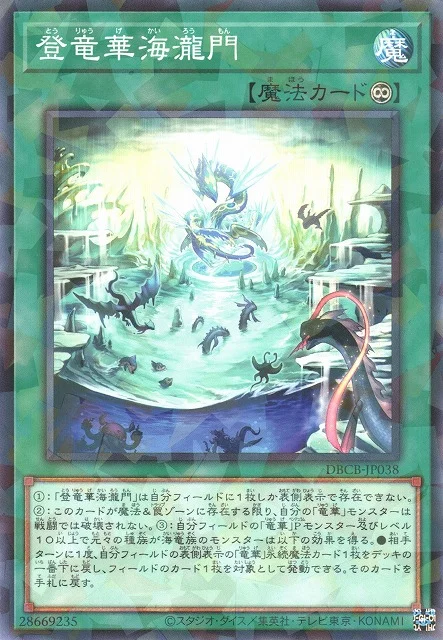 登竜華海瀧門
魔
【魔法カード∞】
DBCB-JP038
①：「登竜華海瀧門」は自分フィールドに１枚しか表側表示で存在できない。
②：このカードが魔法＆罠ゾーンに存在する限り、自分の「竜華」モンスターは
戦闘では破壊されない。③：自分フィールドの「竜華」Pモンスター及びレベル
１０以上で元々の種族が海竜族のモンスターは以下の効果を得る。●相手
ターンに１度、自分フィールドの表側表示の「竜華」永続魔法カード１枚をデッキの
一番下に戻し、フィールドのカード１枚を対象として発動できる。そのカードを
手札に戻す。
28669235
©スタジオ・ダイス／集英社・テレビ東京・KONAMI